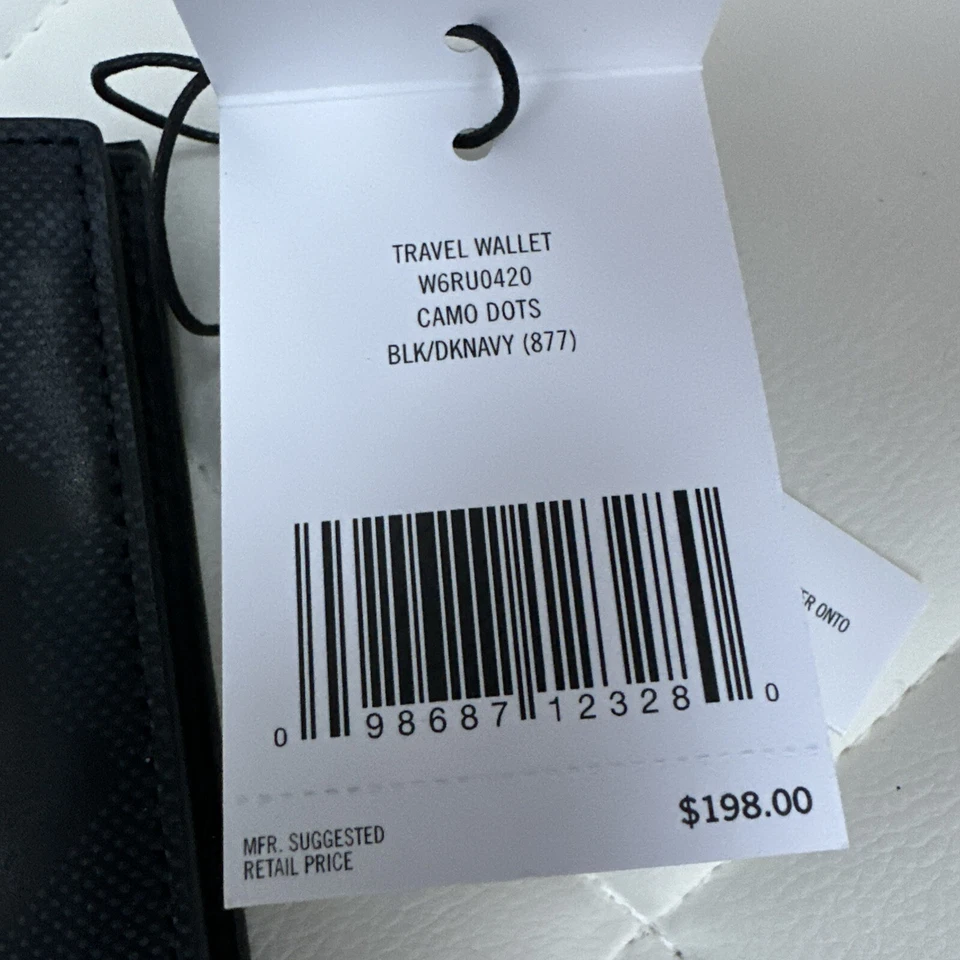 TRAVEL WALLET
W6RU0420
CAMO DOTS
BLK/DKNAVY (877)
0 98687 12328 0
ONTO
MFR. SUGGESTED
RETAIL PRICE
$198.00